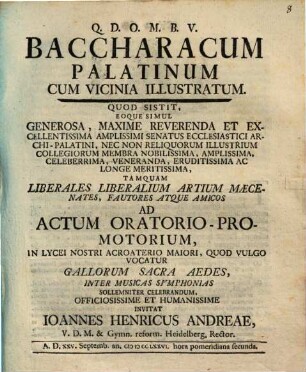 8
Q. D. O. M. B. V.
BACCHARACUM
PALATINUM
CUM VICINIA ILLUSTRATUM.
QUOD SISTIT,
EOQUE SIMUL
GENEROSA, MAXIME REVERENDA ET EX-
CELLENTISSIMA AMPLISSIMI SENATUS ECCLESIASTICI AR-
CHI-PALATINI, NEC NON RELIQUORUM ILLUSTRIUM
COLLEGIORUM MEMBRA NOBILISSIMA, AMPLISSIMA,
CELEBERRIMA, VENERANDA, ERUDITISSIMA AC
LONGE MERITISSIMA,
TAMQUAM
LIBERALES LIBERALIUM ARTIUM MÆCE-
NATES, FAUTORES ATQUE AMICOS
AD
ACTUM ORATORIO-PRO-
MOTORIUM,
IN LYCEI NOSTRI ACROATERIO MAIORI, QUOD VULGO
VOCATUR
GALLORUM SACRA AEDES,
INTER MUSICAS SYMPHONIAS
SOLLEMNITER CELEBRANDUM,
OFFICIOSISSIME ET HUMANISSIME
INVITAT
IOANNES HENRICUS ANDREAE,
V. D. M. & Gymn. reform. Heidelberg. Rector.
A. D. XXV. Septemb. an. CIƆIƆCCLXXVI. hora pomeridiana secunda.